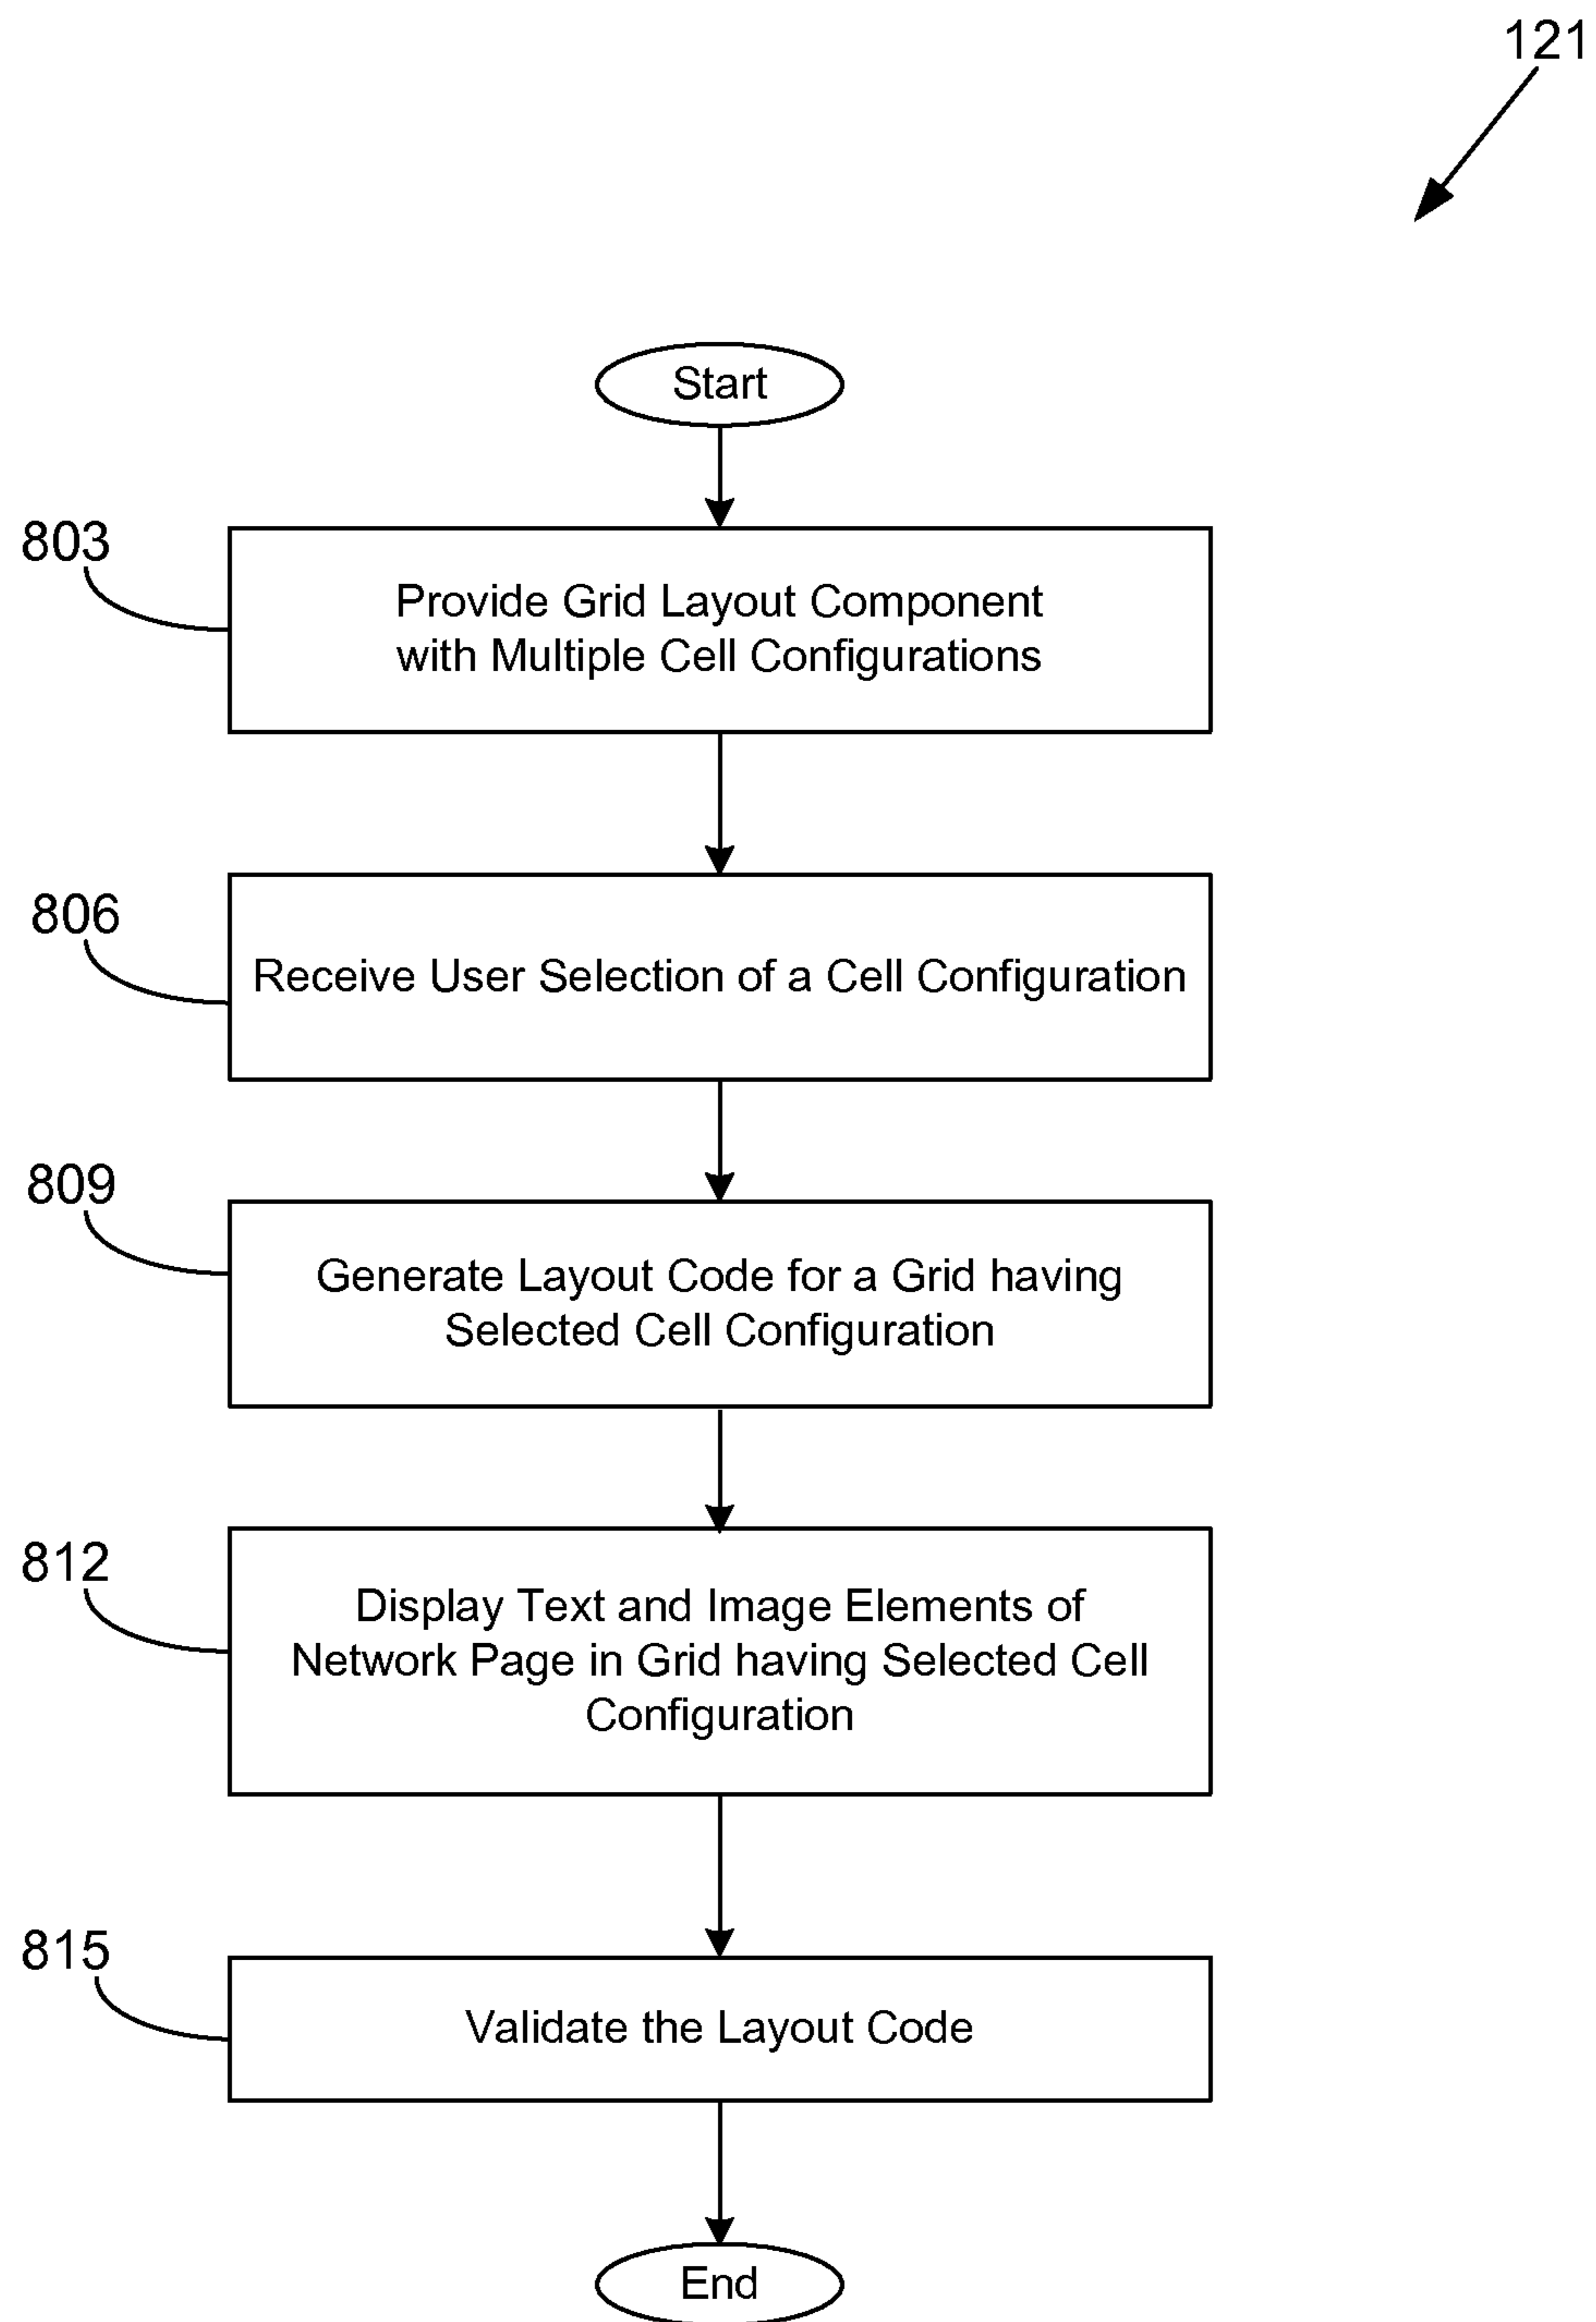 121
Start
803
Provide Grid Layout Component
with Multiple Cell Configurations
806
Receive User Selection of a Cell Configuration
809
Generate Layout Code for a Grid having
Selected Cell Configuration
812
Display Text and Image Elements of
Network Page in Grid having Selected Cell
Configuration
815
Validate the Layout Code
End